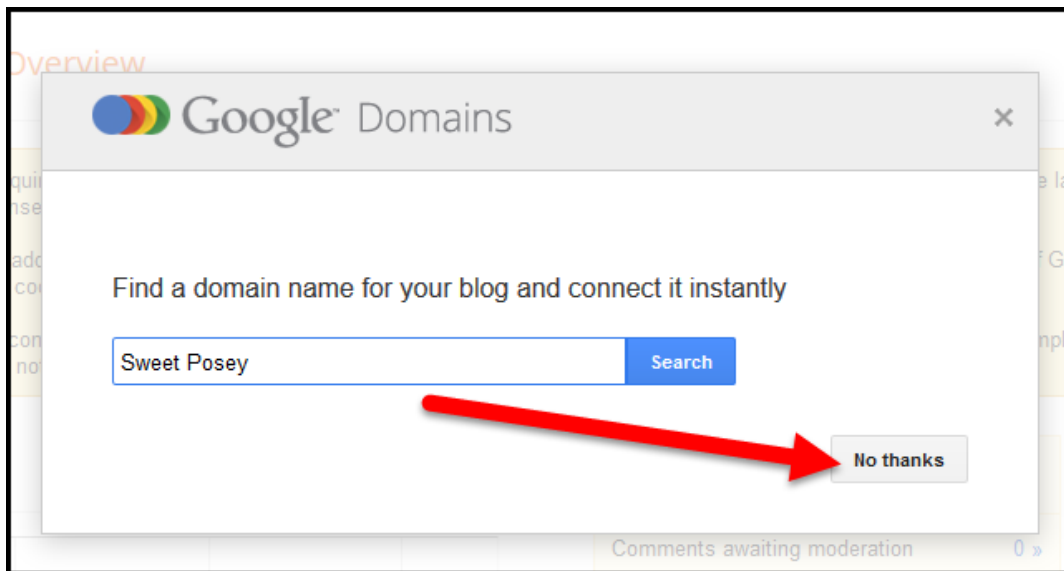 Overview
Google™ Domains
×
Find a domain name for your blog and connect it instantly
Sweet Posey
Search
No thanks
Comments awaiting moderation 0 »